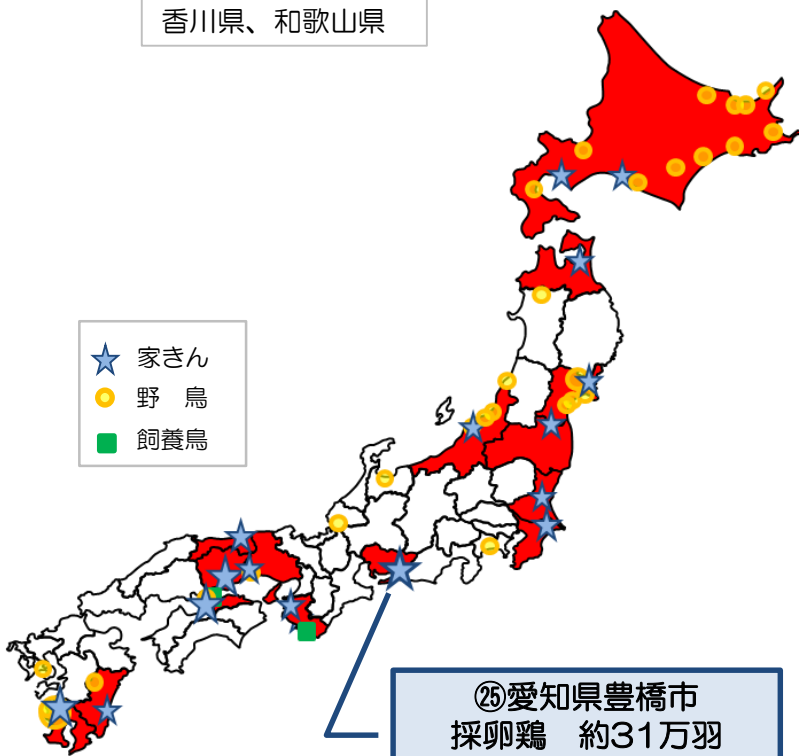 香川県、和歌山県
家きん
野　鳥
飼養鳥
㉕愛知県豊橋市
採卵鶏　約31万羽